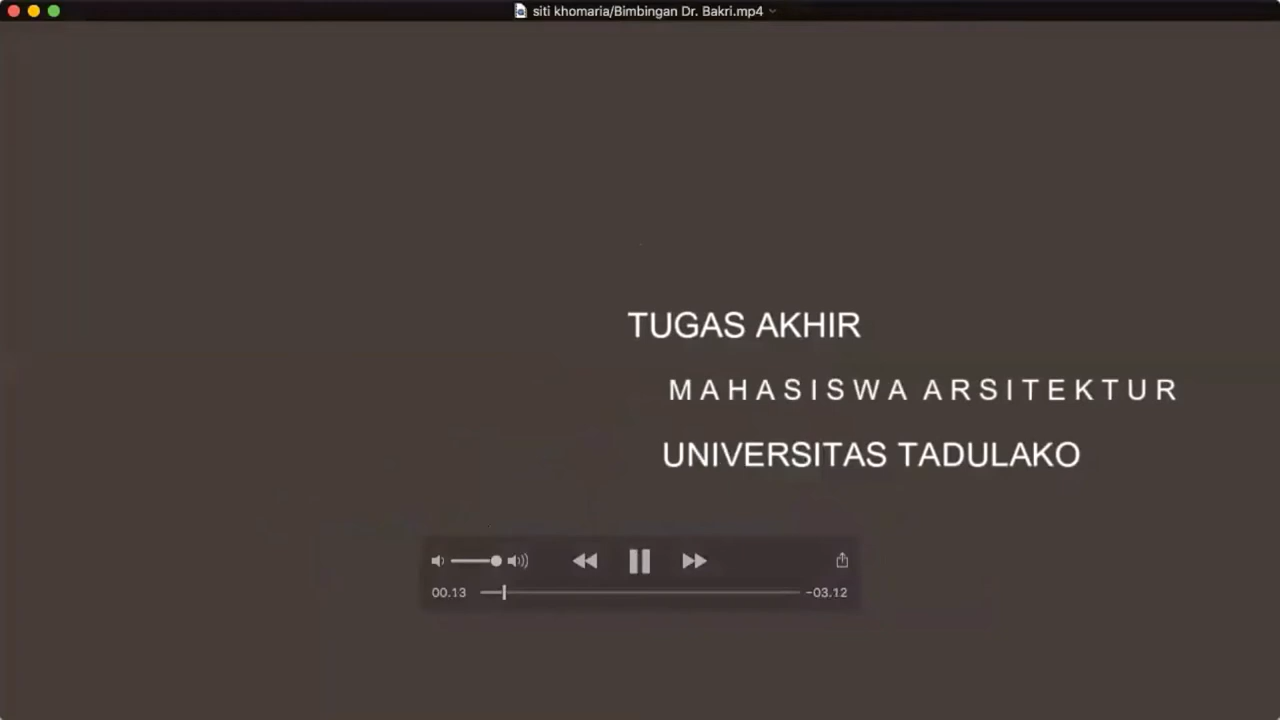 siti khomaria/Bimbingan Dr. Bakri.mp4
TUGAS AKHIR
MAHASISWA ARSITEKTUR
UNIVERSITAS TADULAKO
00.13 -03.12